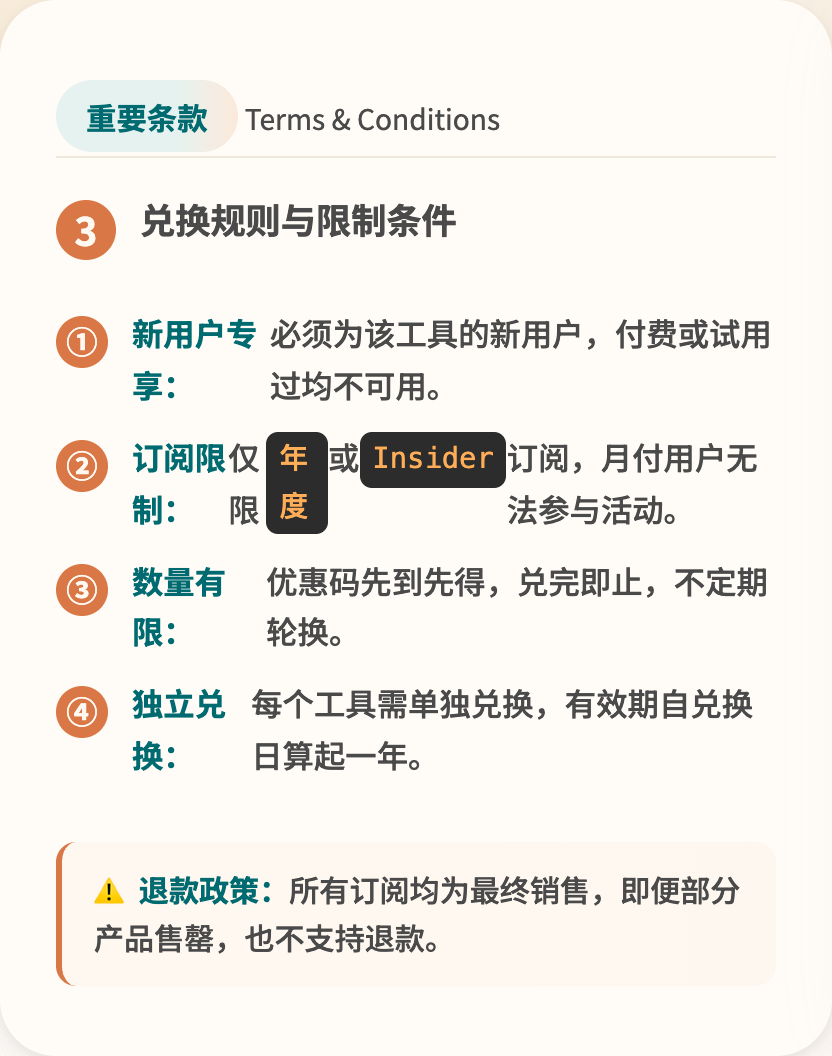 重要条款 Terms & Conditions
3 兑换规则与限制条件
① 新用户专享： 必须为该工具的新用户，付费或试用
过均不可用。
② 订阅限制： 仅限 年度 或 Insider 订阅，月付用户无
法参与活动。
③ 数量有限： 优惠码先到先得，兑完即止，不定期
轮换。
④ 独立兑换： 每个工具需单独兑换，有效期自兑换
日算起一年。
⚠️ 退款政策：所有订阅均为最终销售，即便部分
产品售罄，也不支持退款。